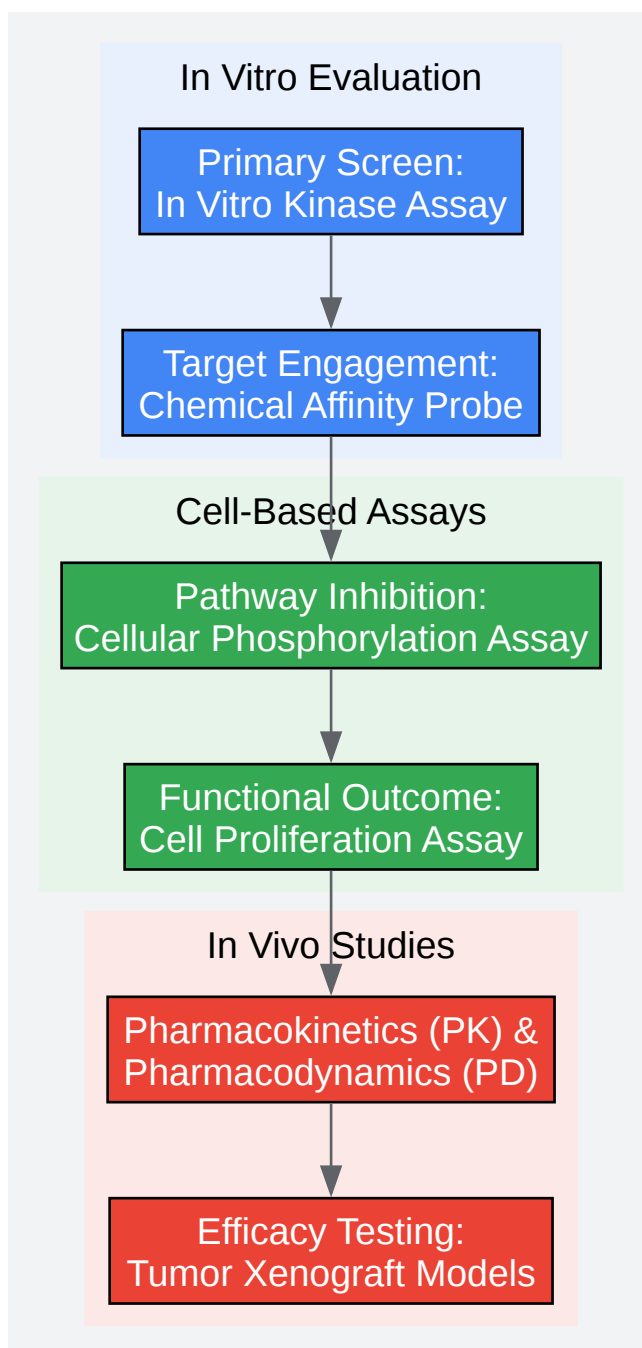 In Vitro Evaluation
Primary Screen:
In Vitro Kinase Assay
Target Engagement:
Chemical Affinity Probe
Cell-Based Assays
Pathway Inhibition:
Cellular Phosphorylation Assay
Functional Outcome:
Cell Proliferation Assay
In Vivo Studies
Pharmacokinetics (PK) &
Pharmacodynamics (PD)
Efficacy Testing:
Tumor Xenograft Models